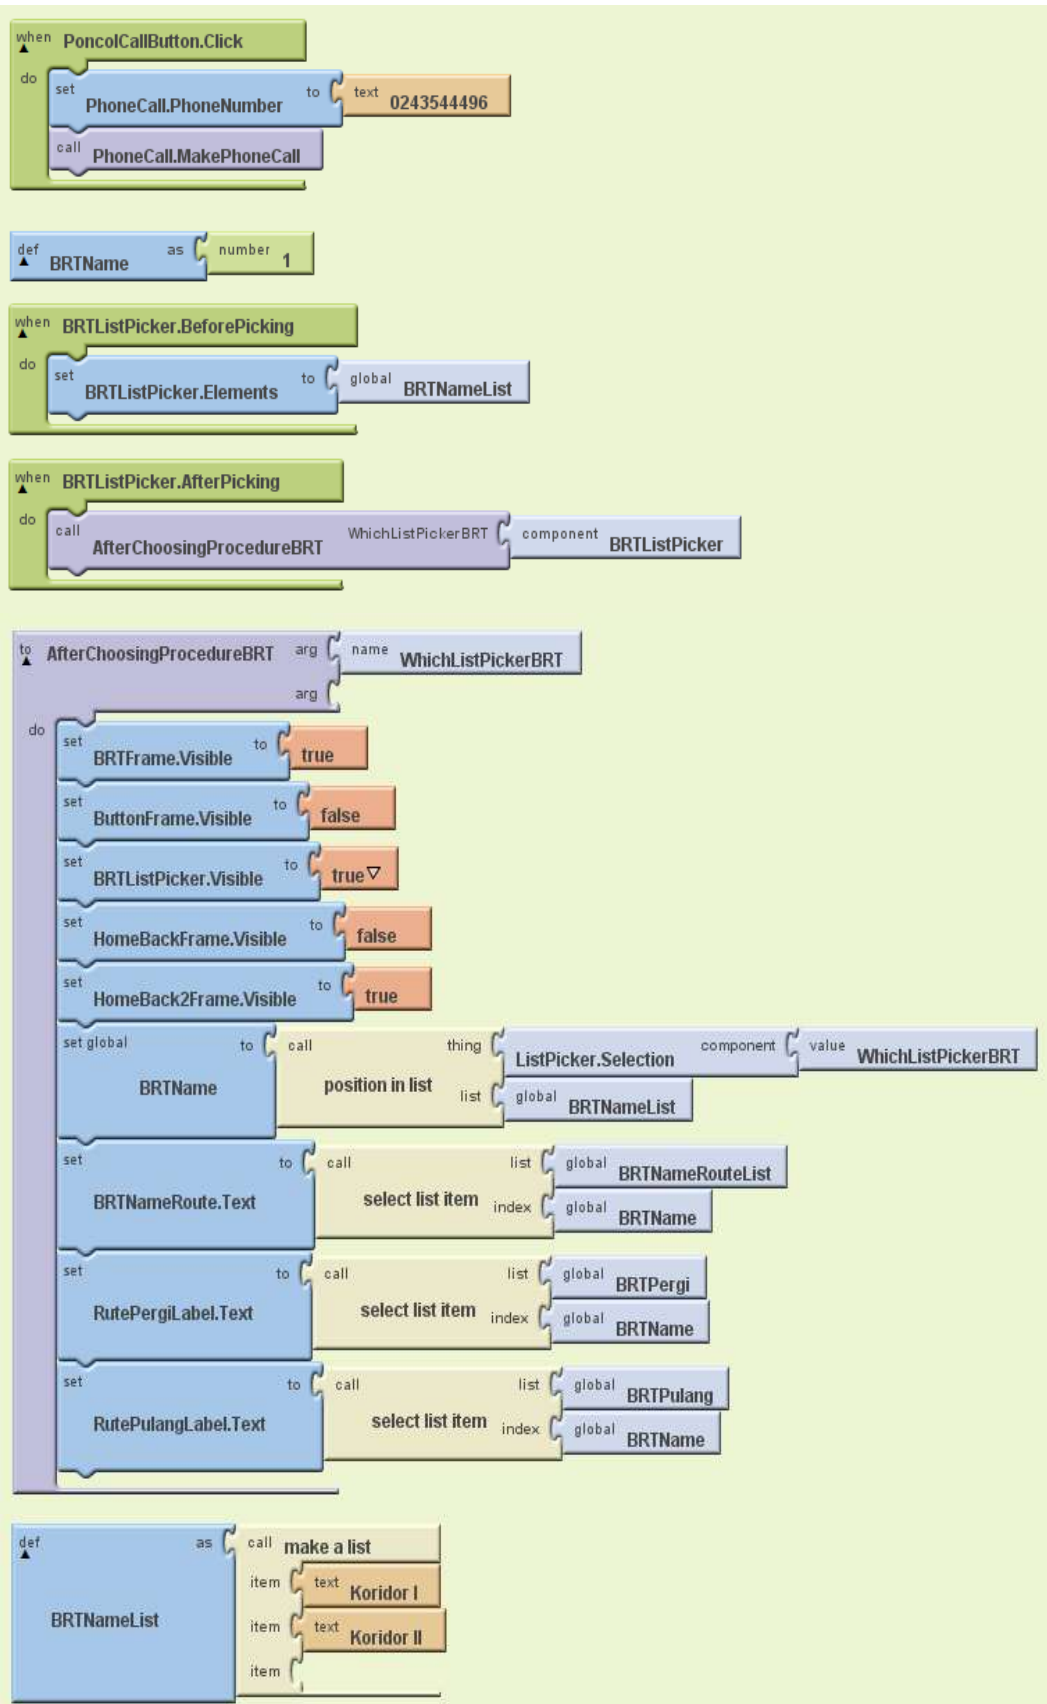 when PoncolCallButton.Click
do
set PhoneCall.PhoneNumber to text 0243544496
call PhoneCall.MakePhoneCall
def BRTName as number 1
when BRTListPicker.BeforePicking
do
set BRTListPicker.Elements to global BRTNameList
when BRTListPicker.AfterPicking
do
call AfterChoosingProcedureBRT WhichListPickerBRT component BRTListPicker
to AfterChoosingProcedureBRT arg name WhichListPickerBRT
arg
do
set BRTFrame.Visible to true
set ButtonFrame.Visible to false
set BRTListPicker.Visible to true
set HomeBackFrame.Visible to false
set HomeBack2Frame.Visible to true
set global BRTName to call position in list thing ListPicker.Selection component value WhichListPickerBRT
list global BRTNameList
set BRTNameRoute.Text to call select list item list global BRTNameRouteList
index global BRTName
set RutePergiLabel.Text to call select list item list global BRTPergi
index global BRTName
set RutePulangLabel.Text to call select list item list global BRTPulang
index global BRTName
def BRTNameList as call make a list
item text Koridor I
item text Koridor II
item